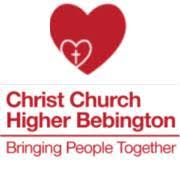 Christ Church
Higher Bebington
Bringing People Together